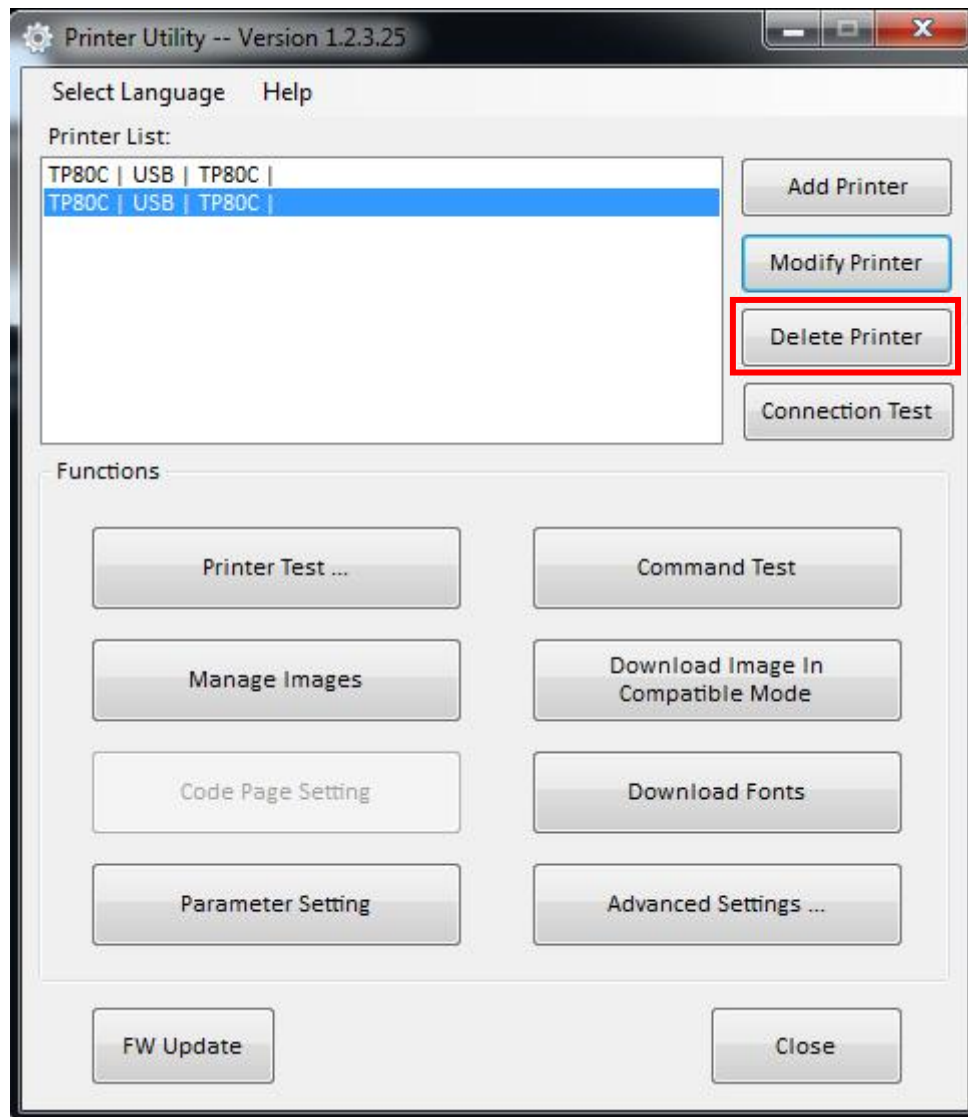 Printer Utility -- Version 1.2.3.25
Select Language Help
Printer List:
TP80C | USB | TP80C |
TP80C | USB | TP80C |
Add Printer
Modify Printer
Delete Printer
Connection Test
Functions
Printer Test ...
Command Test
Manage Images
Download Image In
Compatible Mode
Code Page Setting
Download Fonts
Parameter Setting
Advanced Settings ...
FW Update
Close